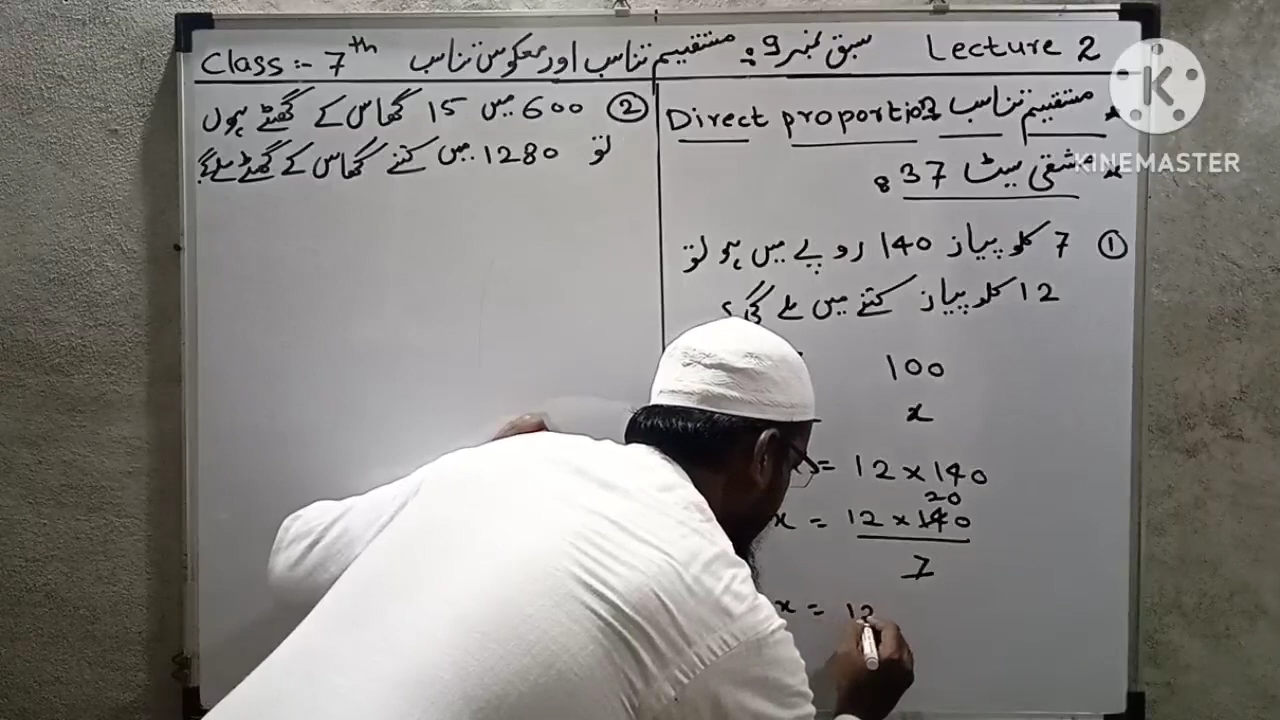 Class :- 7th سبق نمبر 9: مستقیم تناسب اور معکوس تناسب Lecture 2
* مستقیم تناسب Direct proportion
* مشقی سیٹ 37 :
① 7 کلو پیاز 140 روپے میں ہو تو
12 کلو پیاز کتنے میں ملے گی؟
100
x
= 12 × 140
20
x = 12 × 140
7
x = 12
② 600 میں 15 گھاس کے گھٹے ہوں
تو 1280 میں کتنے گھاس کے گھٹے ملے گے؟
K
KINEMASTER